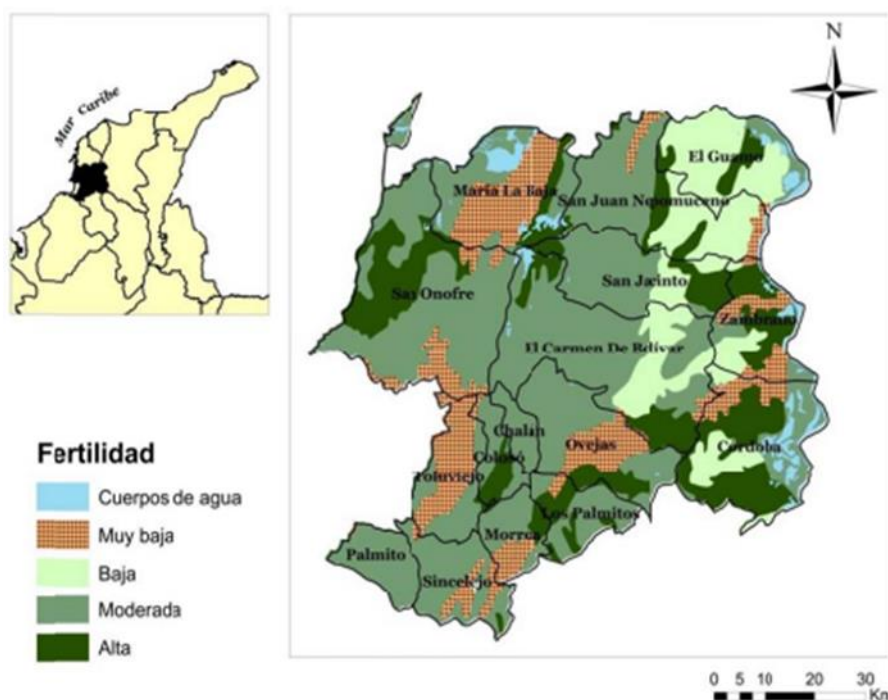 Mar Caribe
N
El Guamo
María La Baja
San Juan Nepomuceno
San Onofre
San Jacinto
Zambrano
El Carmen De Bolívar
Chalán
Ovejas
Córdoba
Colosó
Toluviejo
Los Palmitos
Morroa
Palmito
Sincelejo
Fertilidad
Cuerpos de agua
Muy baja
Baja
Moderada
Alta
0 5 10 20 30
Km